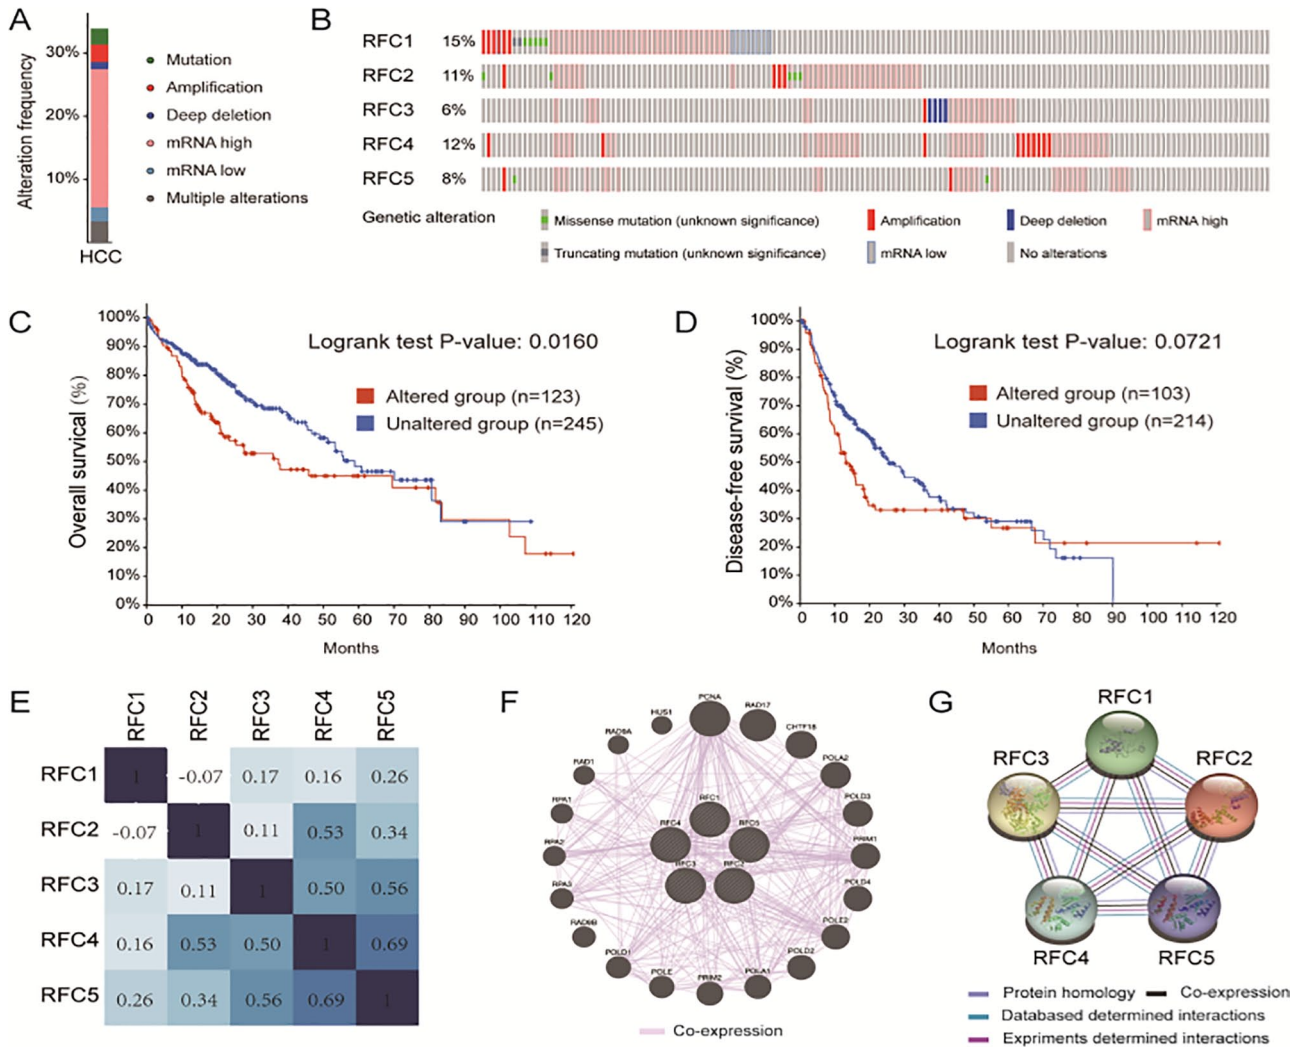 A
Alteration frequency
30%
20%
10%
HCC
Mutation
Amplification
Deep deletion
mRNA high
mRNA low
Multiple alterations
B
RFC1 15%
RFC2 11%
RFC3 6%
RFC4 12%
RFC5 8%
Genetic alteration
Missense mutation (unknown significance)
Amplification
Deep deletion
mRNA high
Truncating mutation (unknown significance)
mRNA low
No alterations
C
Overall survical (%)
100%
90%
80%
70%
60%
50%
40%
30%
20%
10%
0%
Logrank test P-value: 0.0160
Altered group (n=123)
Unaltered group (n=245)
0 10 20 30 40 50 60 70 80 90 100 110 120
Months
D
Disease-free survival (%)
100%
90%
80%
70%
60%
50%
40%
30%
20%
10%
0%
Logrank test P-value: 0.0721
Altered group (n=103)
Unaltered group (n=214)
0 10 20 30 40 50 60 70 80 90 100 110 120
Months
E
RFC1 RFC2 RFC3 RFC4 RFC5
RFC1 1 -0.07 0.17 0.16 0.26
RFC2 -0.07 1 0.11 0.53 0.34
RFC3 0.17 0.11 1 0.50 0.56
RFC4 0.16 0.53 0.50 1 0.69
RFC5 0.26 0.34 0.56 0.69 1
F
PCNA
HUS1
RAD17
RAD9A
CHTF18
RAD1
POLA2
RPA1
POLD3
RFC1
RFC4
RFC5
RPA2
PRIM1
RFC3
RFC2
RPA3
POLD4
RAD9B
POLE2
POLD1
POLD2
POLE
PRIM2
POLA1
Co-expression
G
RFC1
RFC3
RFC2
RFC4
RFC5
Protein homology
Co-expression
Databased determined interactions
Expriments determined interactions